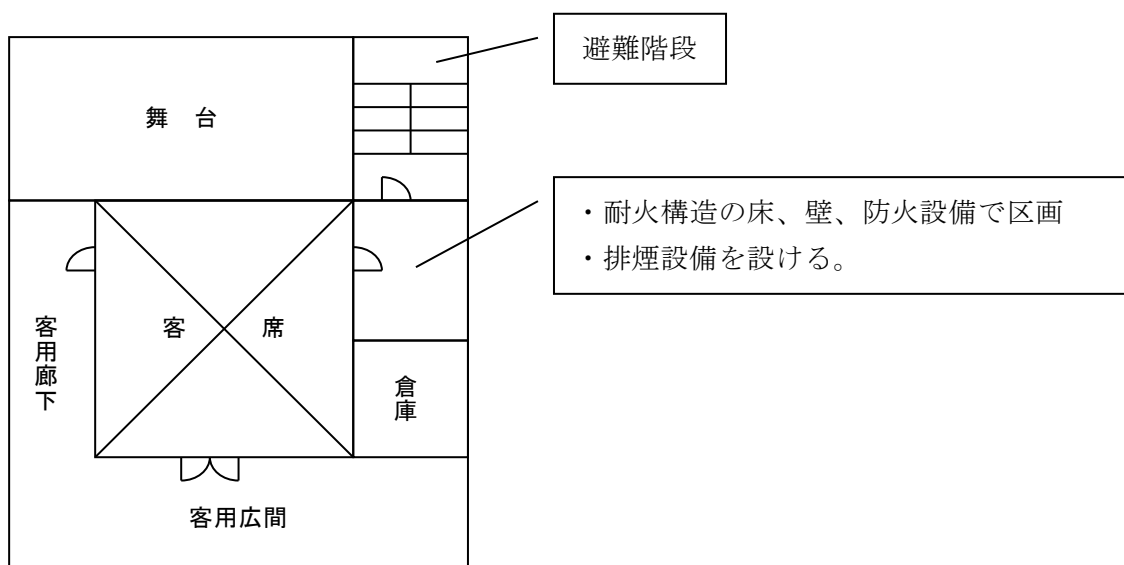 避難階段
舞 台
・耐火構造の床、壁、防火設備で区画
・排煙設備を設ける。
客用廊下
客 席
倉庫
客用広間